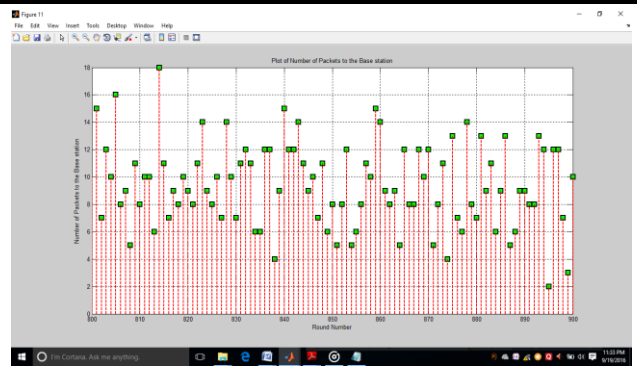 Figure 11
File Edit View Insert Tools Desktop Window Help
Plot of Number of Packets to the Base station
Number of Packets to the Base station
18
16
14
12
10
8
6
4
2
0
800 810 820 830 840 850 860 870 880 890 900
Round Number
I'm Cortana. Ask me anything.
11:53 PM
9/19/2016